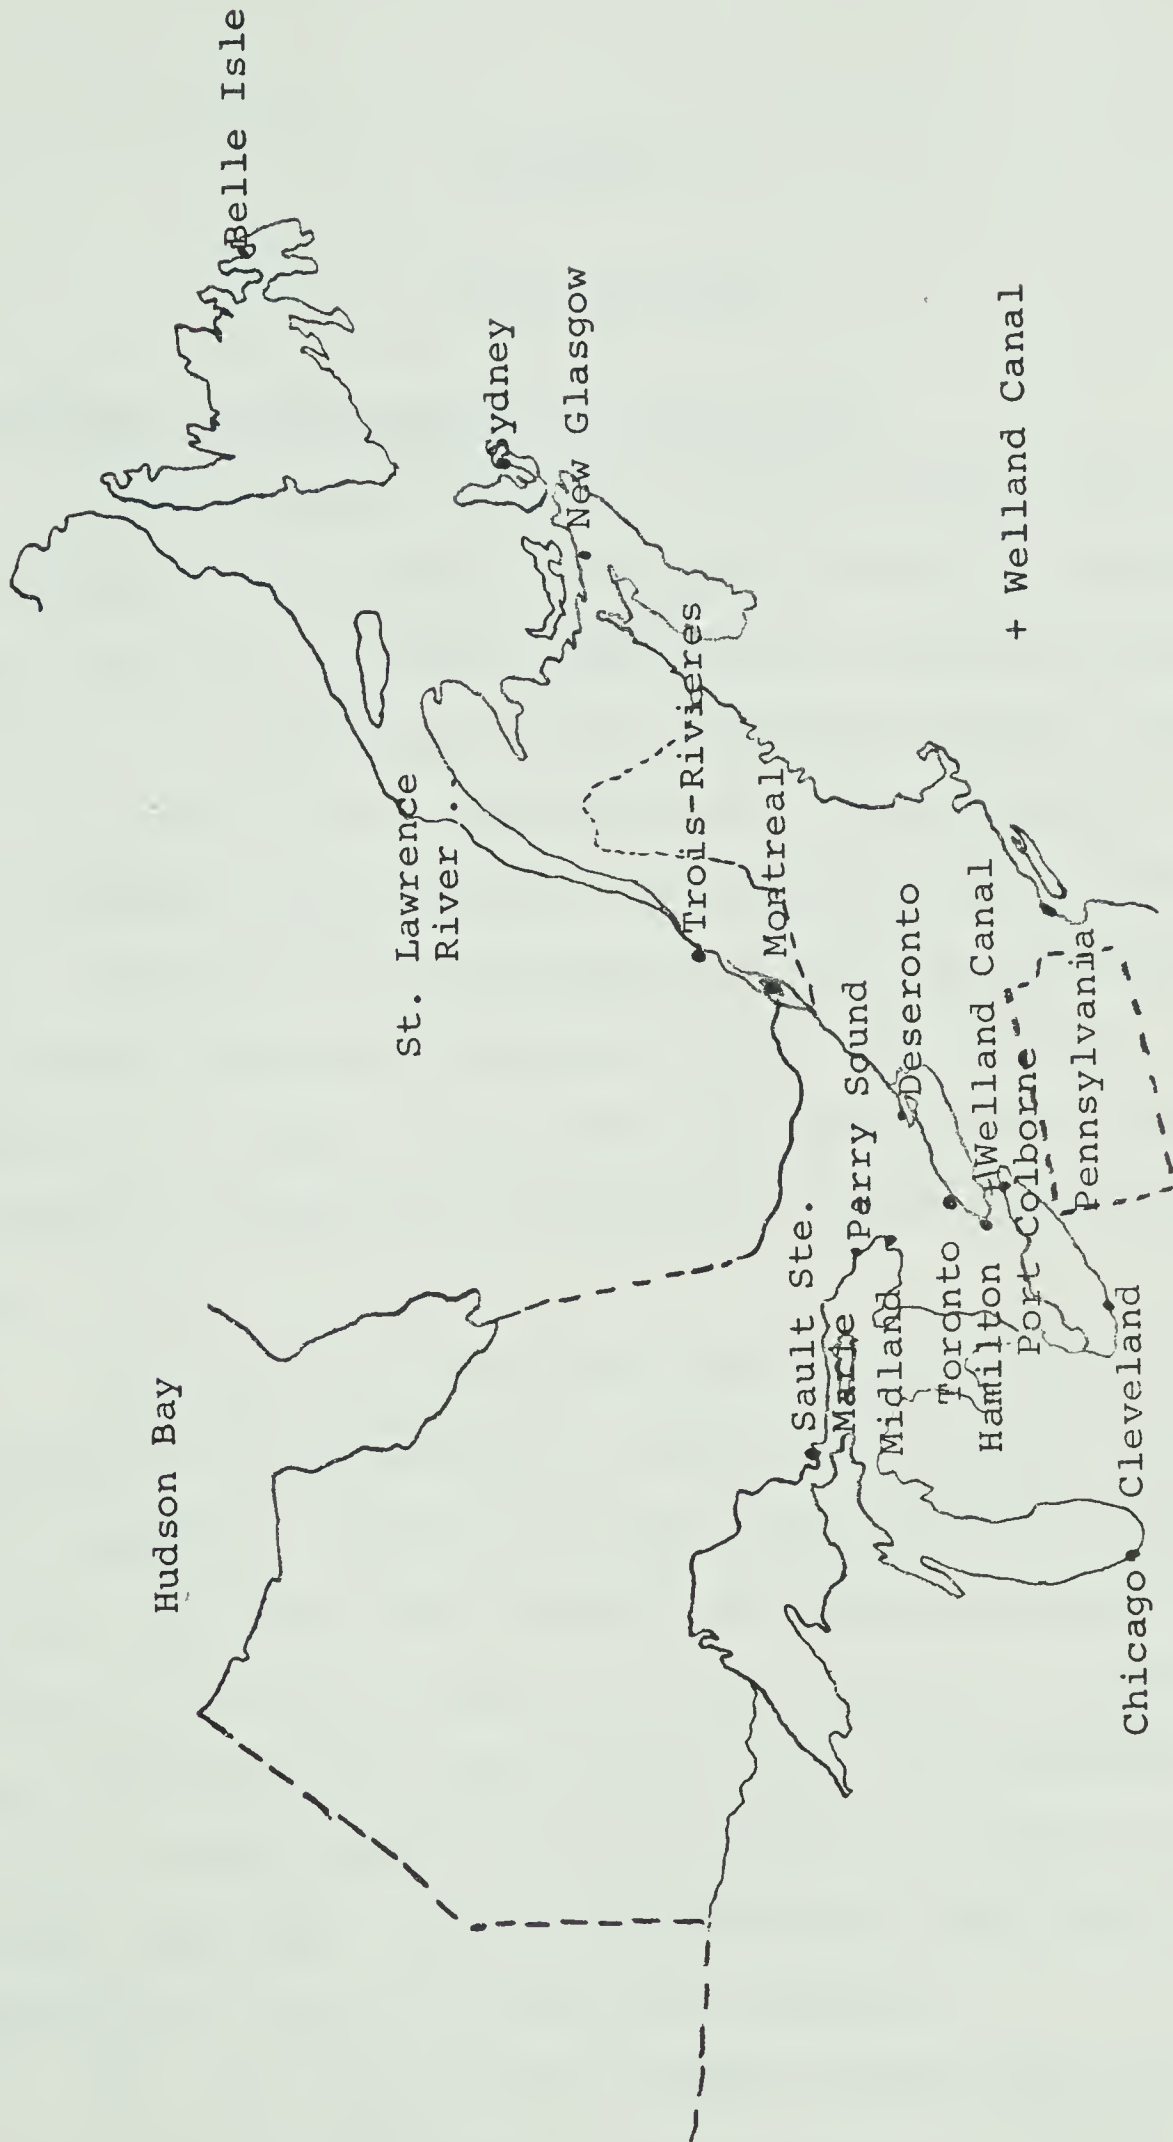 Hudson Bay
Belle Isle
St. Lawrence
River
Sydney
New Glasgow
Trois-Rivieres
Montreal
Sault Ste.
Marie
Parry Sound
Midland
Deseronto
Toronto
Hamilton
Welland Canal
Port Colborne
Pennsylvania
Chicago
Cleveland
+ Welland Canal